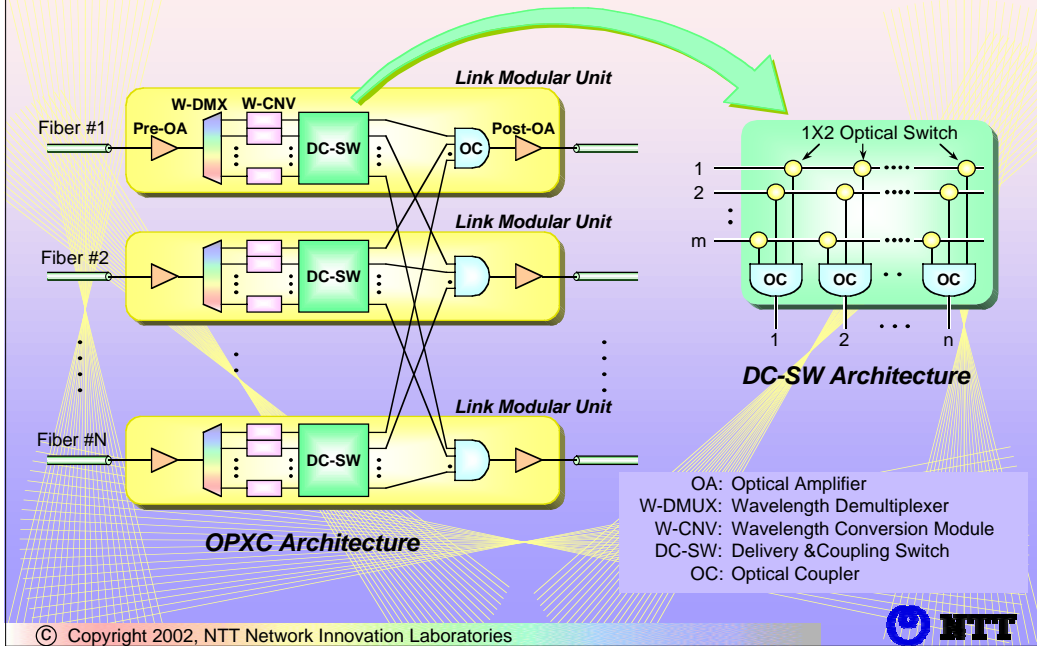 Link Modular Unit
W-DMX W-CNV
Fiber #1
Pre-OA
DC-SW
OC
Post-OA
Link Modular Unit
Fiber #2
DC-SW
Link Modular Unit
Fiber #N
DC-SW
OPXC Architecture
1X2 Optical Switch
1
2
m
OC OC OC
1 2 n
DC-SW Architecture
OA: Optical Amplifier
W-DMUX: Wavelength Demultiplexer
W-CNV: Wavelength Conversion Module
DC-SW: Delivery &Coupling Switch
OC: Optical Coupler
© Copyright 2002, NTT Network Innovation Laboratories
NTT